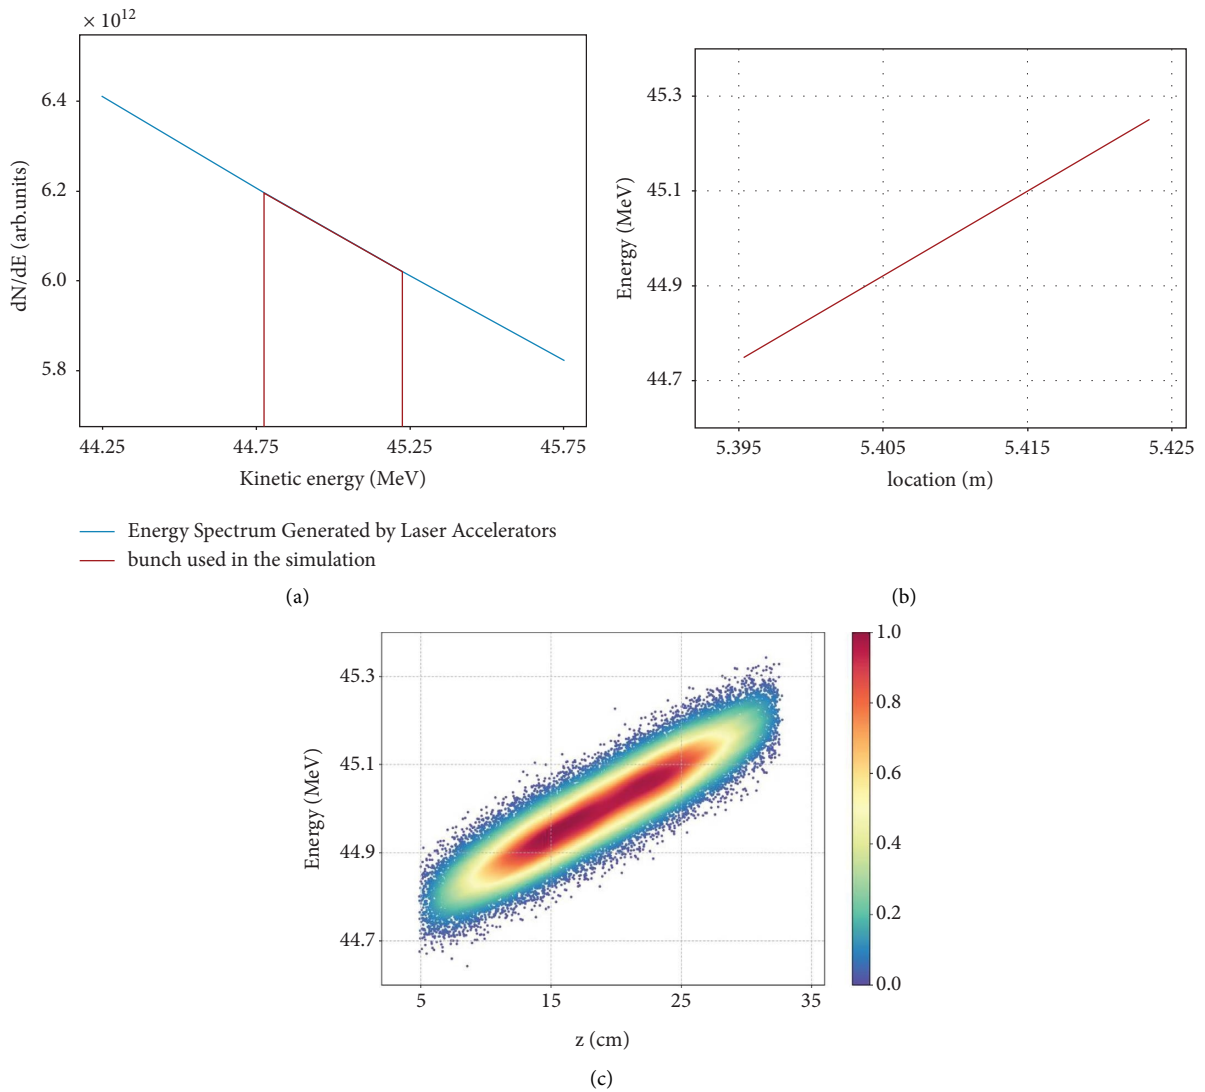 × 10¹²
6.4
6.2
6.0
5.8
dN/dE (arb.units)
44.25 44.75 45.25 45.75
Kinetic energy (MeV)
Energy Spectrum Generated by Laser Accelerators
bunch used in the simulation
(a)
45.3
45.1
44.9
44.7
Energy (MeV)
5.395 5.405 5.415 5.425
location (m)
(b)
45.3
45.1
44.9
44.7
Energy (MeV)
5 15 25 35
z (cm)
1.0
0.8
0.6
0.4
0.2
0.0
(c)